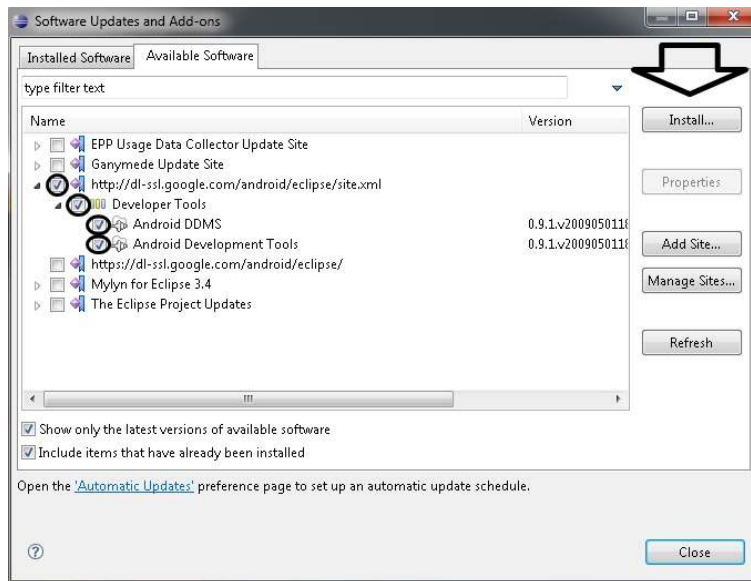 Software Updates and Add-ons
Installed Software Available Software
type filter text
Name Version
Install...
EPP Usage Data Collector Update Site
Ganymede Update Site
http://dl-ssl.google.com/android/eclipse/site.xml
Properties
Developer Tools
Android DDMS 0.9.1.v2009050118
Android Development Tools 0.9.1.v2009050118
Add Site...
https://dl-ssl.google.com/android/eclipse/
Mylyn for Eclipse 3.4
Manage Sites...
The Eclipse Project Updates
Refresh
Show only the latest versions of available software
Include items that have already been installed
Open the 'Automatic Updates' preference page to set up an automatic update schedule.
Close